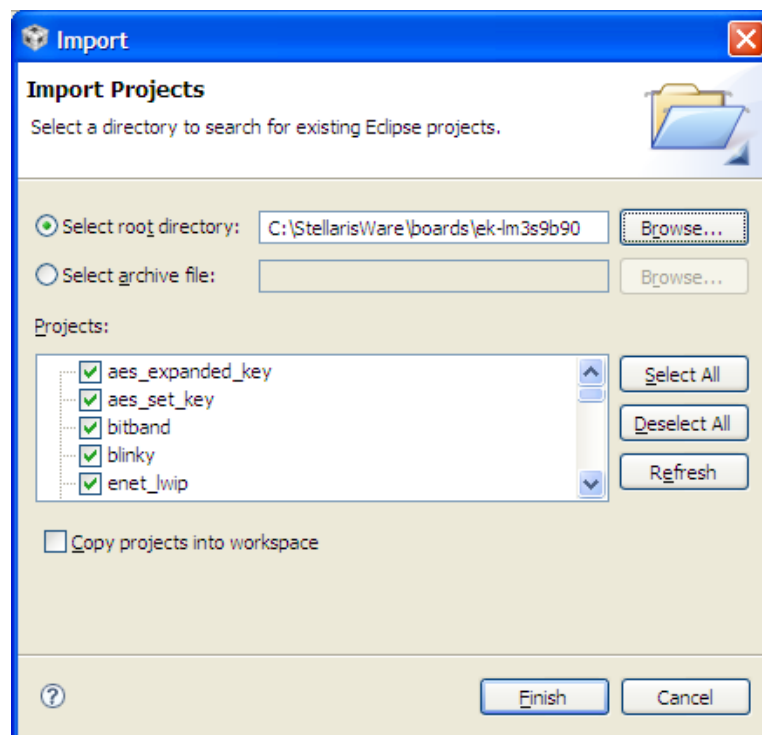 Import
Import Projects
Select a directory to search for existing Eclipse projects.
Select root directory: C:\StellarisWare\boards\ek-lm3s9b90 Browse...
Select archive file: Browse...
Projects:
aes_expanded_key
Select All
aes_set_key
bitband
Deselect All
blinky
Refresh
enet_lwip
Copy projects into workspace
? Finish Cancel